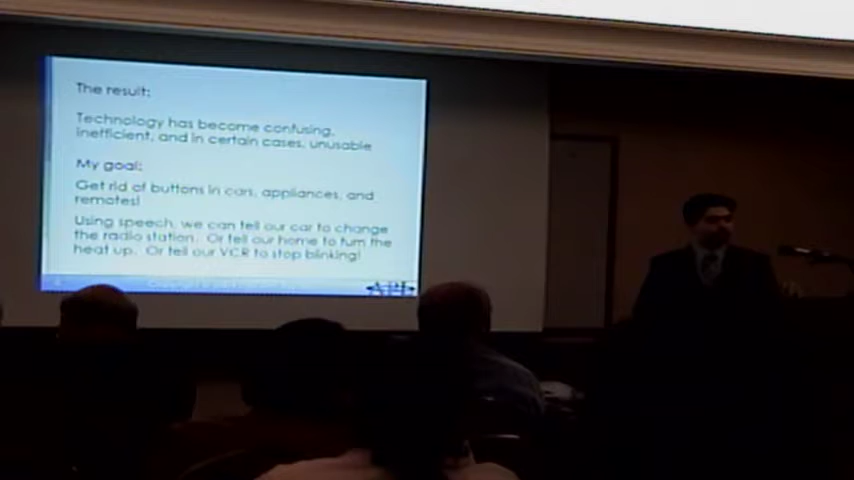 The result:
Technology has become confusing,
inefficient, and in certain cases, unusable
My goal:
Get rid of buttons in cars, appliances, and
remotes!
Using speech, we can tell our car to change
the radio station. Or tell our home to turn the
heat up. Or tell our VCR to stop blinking!